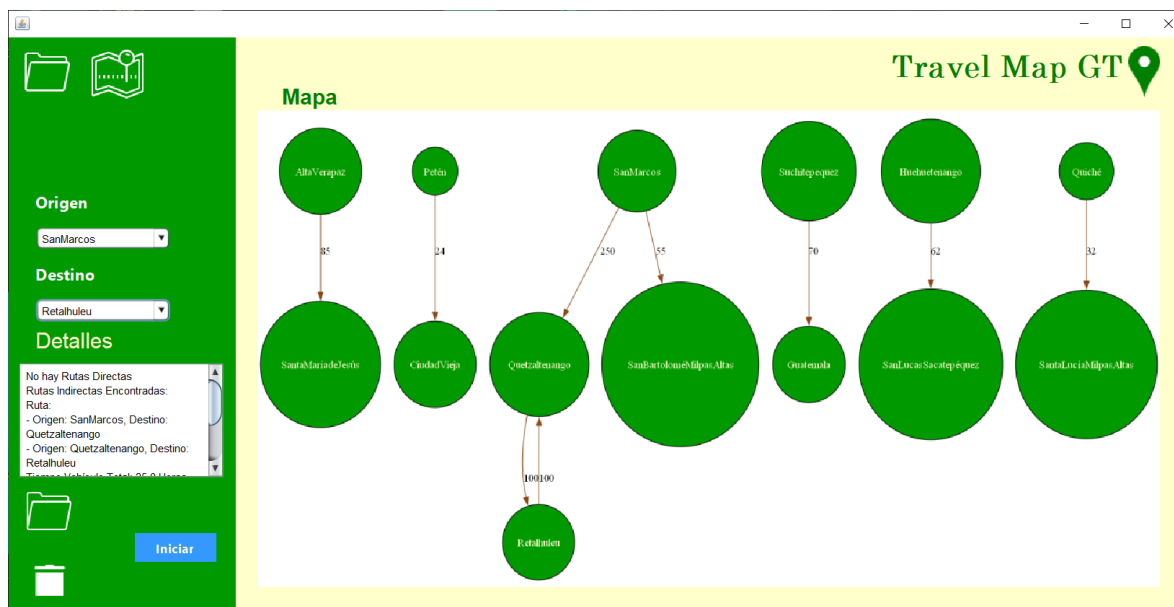 Travel Map GT
Mapa
Origen
SanMarcos
Destino
Retalhuleu
Detalles
No hay Rutas Directas
Rutas Indirectas Encontradas:
Ruta:
- Origen: SanMarcos, Destino:
Quetzaltenango
- Origen: Quetzaltenango, Destino:
Retalhuleu
Iniciar
AltaVerapaz
Petén
SanMarcos
Suchitepequez
Huehuetenango
Quiché
85
24
250
55
70
62
32
SantaMariadeJesús
CiudadVieja
Quetzaltenango
SanBartoloméMilpasAltas
Guatemala
SanLucasSacatepéquez
SantaLucíaMilpasAltas
100
100
Retalhuleu